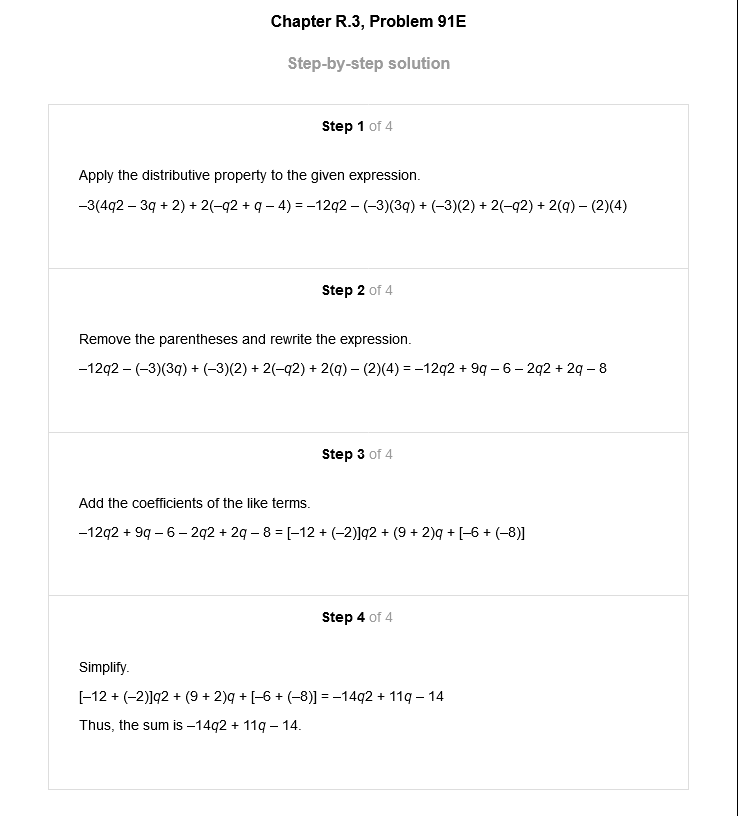 Chapter R.3, Problem 91E
Step-by-step solution
Step 1 of 4
Apply the distributive property to the given expression.
–3(4q2 – 3q + 2) + 2(–q2 + q – 4) = –12q2 – (–3)(3q) + (–3)(2) + 2(–q2) + 2(q) – (2)(4)
Step 2 of 4
Remove the parentheses and rewrite the expression.
–12q2 – (–3)(3q) + (–3)(2) + 2(–q2) + 2(q) – (2)(4) = –12q2 + 9q – 6 – 2q2 + 2q – 8
Step 3 of 4
Add the coefficients of the like terms.
–12q2 + 9q – 6 – 2q2 + 2q – 8 = [–12 + (–2)]q2 + (9 + 2)q + [–6 + (–8)]
Step 4 of 4
Simplify.
[–12 + (–2)]q2 + (9 + 2)q + [–6 + (–8)] = –14q2 + 11q – 14
Thus, the sum is –14q2 + 11q – 14.